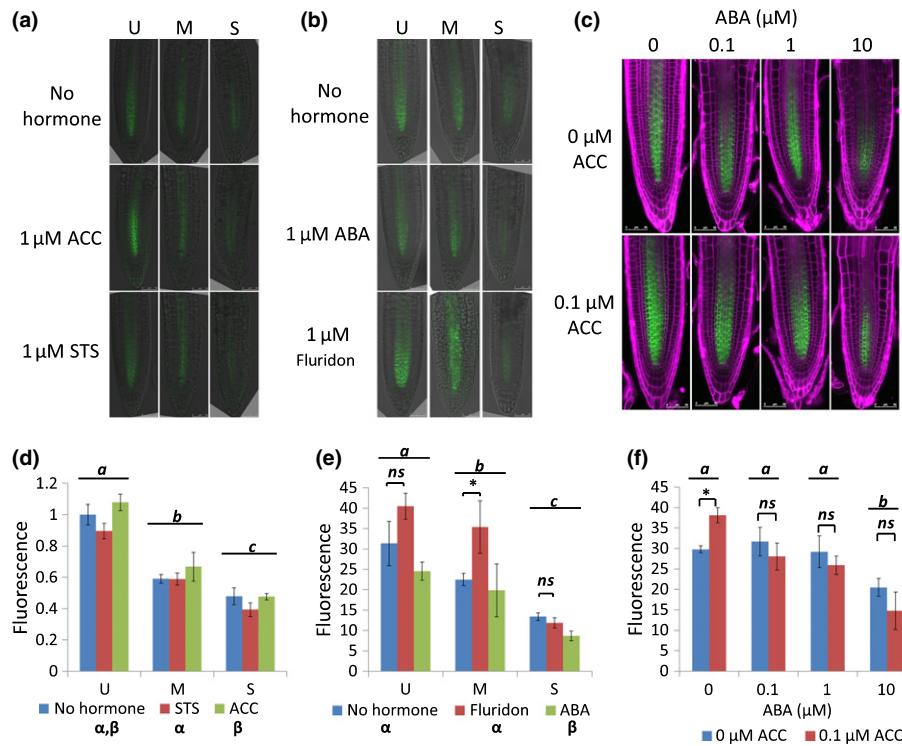 (a)
U M S
No hormone
1 µM ACC
1 µM STS
(b)
U M S
No hormone
1 µM ABA
1 µM Fluridon
(c)
ABA (µM)
0 0.1 1 10
0 µM ACC
0.1 µM ACC
(d)
Fluorescence
1.2
1
0.8
0.6
0.4
0.2
0
a
b
c
U M S
No hormone STS ACC
α,β α β
(e)
Fluorescence
45
40
35
30
25
20
15
10
5
0
a
ns
b
*
c
ns
U M S
No hormone Fluridon ABA
α α β
(f)
Fluorescence
45
40
35
30
25
20
15
10
5
0
a a a b
* ns ns ns
0 0.1 1 10
ABA (µM)
0 µM ACC 0.1 µM ACC